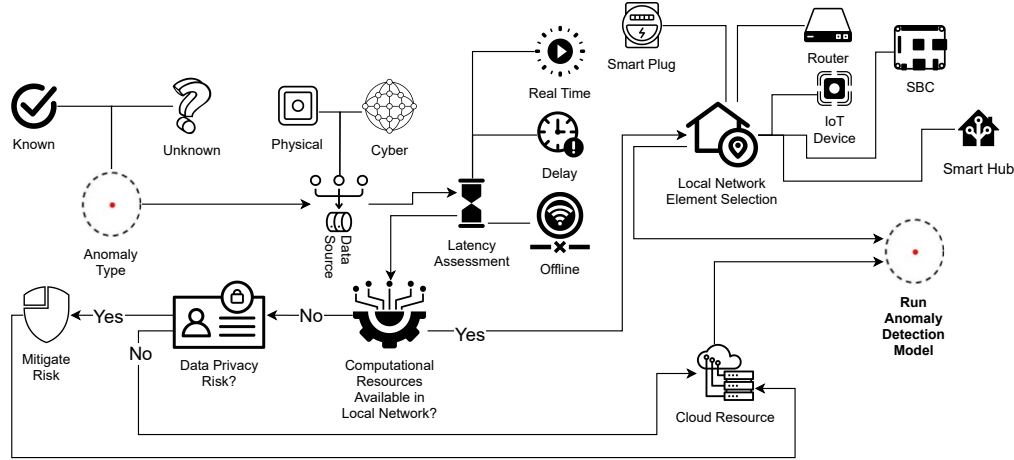 Smart Plug
Router
Real Time
SBC
IoT
Device
Known
Unknown
Physical
Cyber
Delay
Smart Hub
Local Network
Element Selection
Anomaly
Type
Data
Source
Latency
Assessment
Offline
Run
Anomaly
Detection
Model
Yes
No
Yes
No
Mitigate
Risk
Data Privacy
Risk?
Computational
Resources
Available in
Local Network?
Cloud Resource